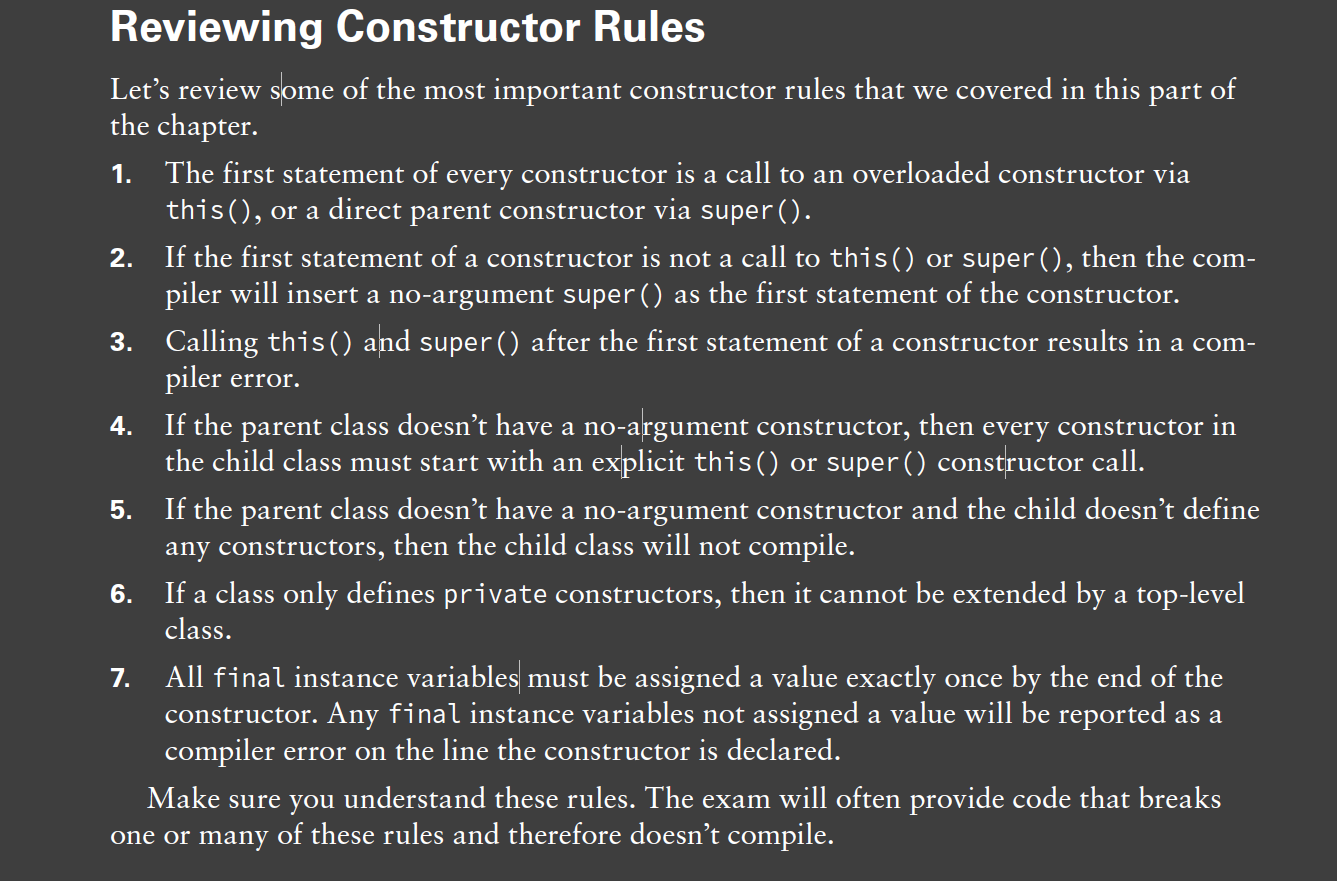 Reviewing Constructor Rules
Let’s review some of the most important constructor rules that we covered in this part of
the chapter.
1. The first statement of every constructor is a call to an overloaded constructor via
this(), or a direct parent constructor via super().
2. If the first statement of a constructor is not a call to this() or super(), then the com-
piler will insert a no-argument super() as the first statement of the constructor.
3. Calling this() and super() after the first statement of a constructor results in a com-
piler error.
4. If the parent class doesn’t have a no-argument constructor, then every constructor in
the child class must start with an explicit this() or super() constructor call.
5. If the parent class doesn’t have a no-argument constructor and the child doesn’t define
any constructors, then the child class will not compile.
6. If a class only defines private constructors, then it cannot be extended by a top-level
class.
7. All final instance variables must be assigned a value exactly once by the end of the
constructor. Any final instance variables not assigned a value will be reported as a
compiler error on the line the constructor is declared.
Make sure you understand these rules. The exam will often provide code that breaks
one or many of these rules and therefore doesn’t compile.